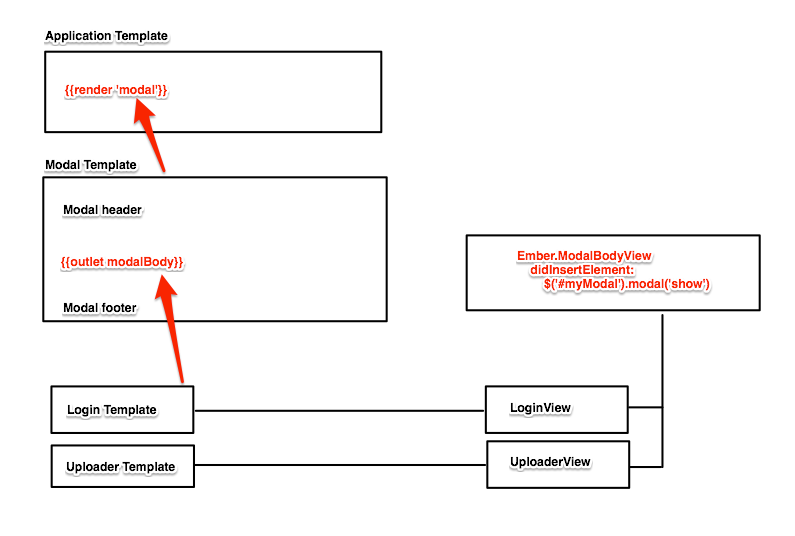 Application Template
{{render 'modal'}}
Modal Template
Modal header
{{outlet modalBody}}
Modal footer
Ember.ModalBodyView
didInsertElement:
$('#myModal').modal('show')
Login Template
LoginView
Uploader Template
UploaderView